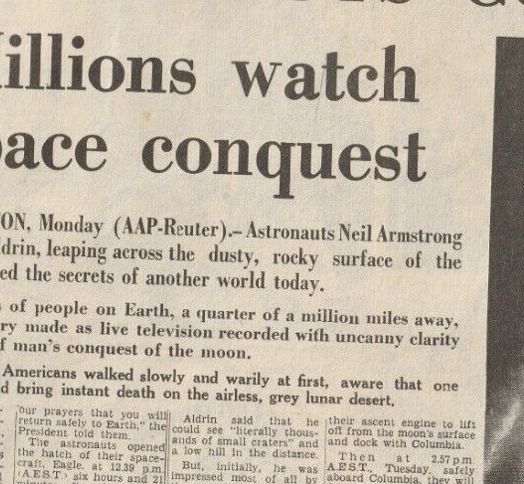 illions watch
ace conquest
ON, Monday (AAP-Reuter).– Astronauts Neil Armstrong
drin, leaping across the dusty, rocky surface of the
ed the secrets of another world today.
s of people on Earth, a quarter of a million miles away,
ry made as live television recorded with uncanny clarity
f man's conquest of the moon.
Americans walked slowly and warily at first, aware that one
d bring instant death on the airless, grey lunar desert.
our prayers that you will
return safely to Earth," the
President told them.
The astronauts opened
the hatch of their space-
craft, Eagle, at 12.39 p.m.
(A.E.S.T.) six hours and 21
Aldrin said that he
could see "literally thous-
ands of small craters" and
a low hill in the distance.
But, initially, he was
impressed most of all by
their ascent engine to lift
off from the moon's surface
and dock with Columbia.
Then at 2.57 p.m.
A.E.S.T., Tuesday, safely
aboard Columbia, they will